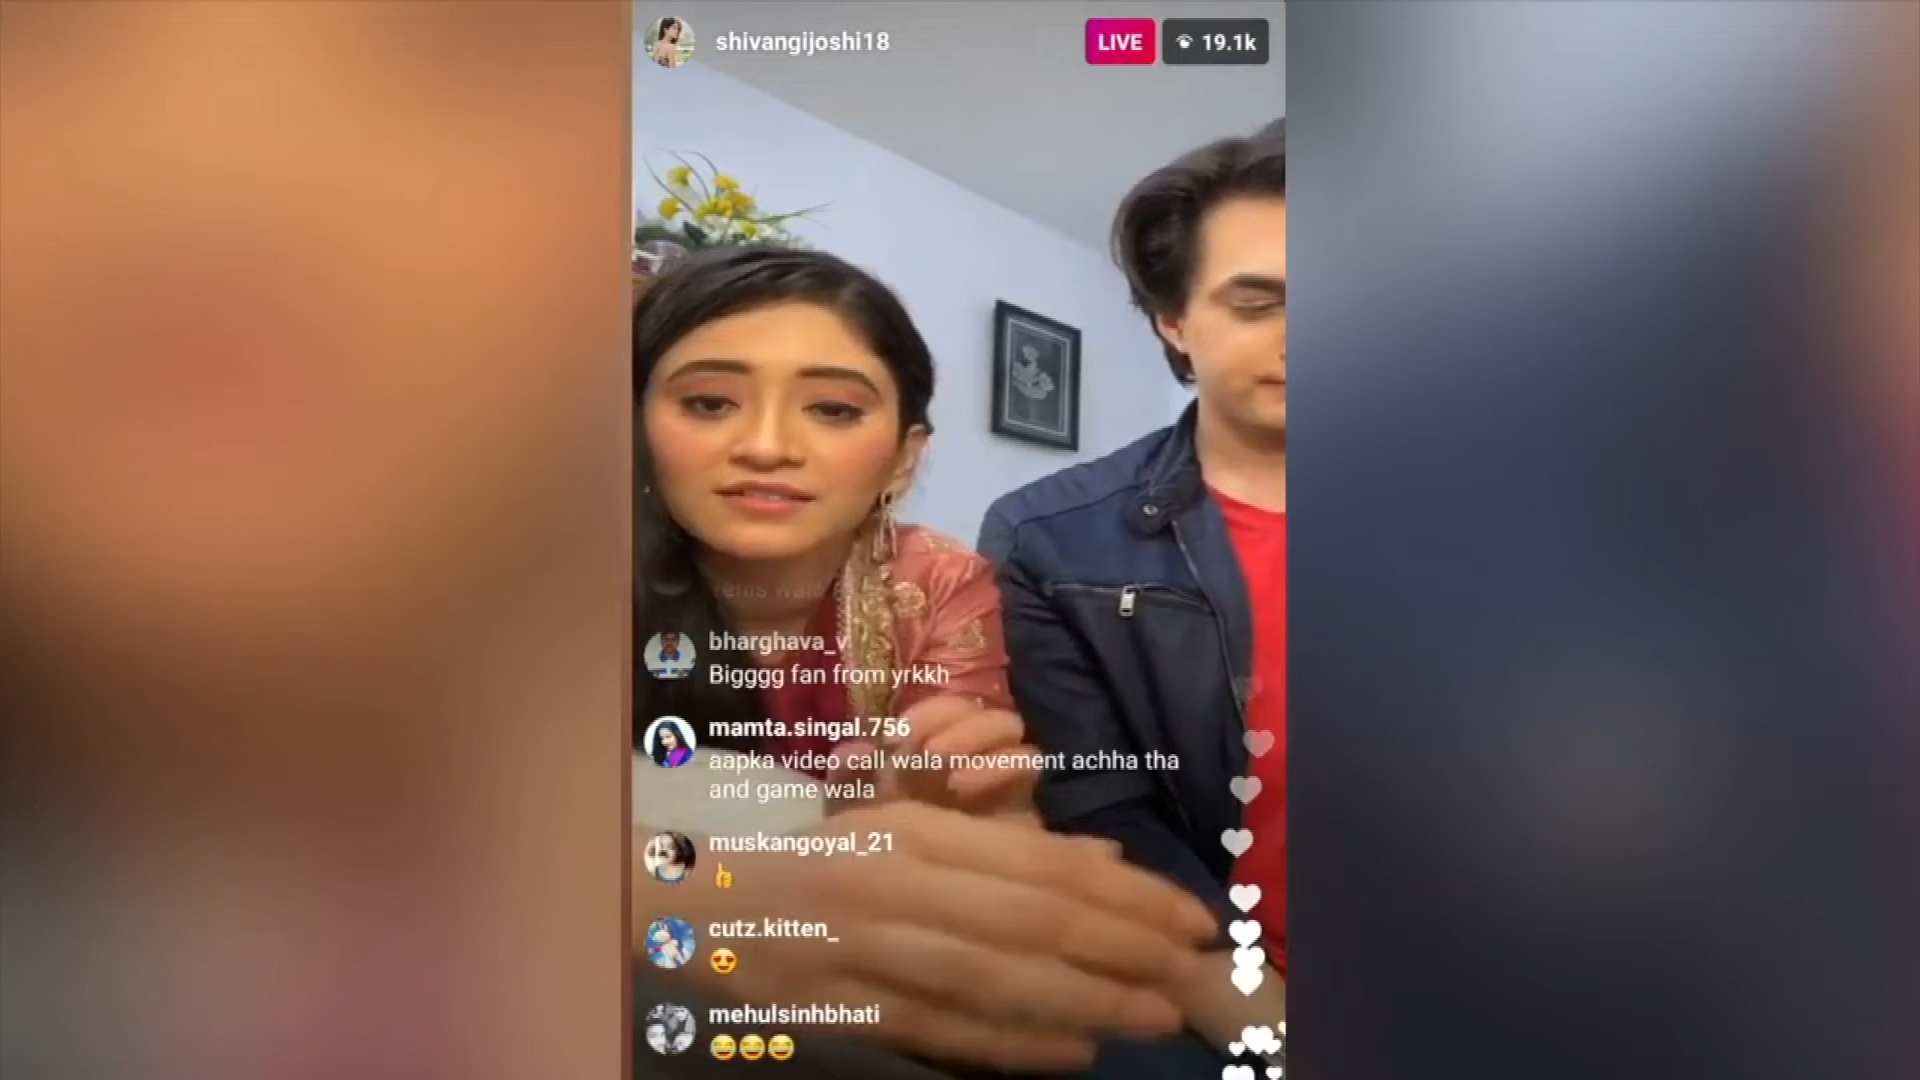 shivangijoshi18
LIVE
19.1k
bharghava_v
Bigggg fan from yrkkh
mamta.singal.756
aapka video call wala movement achha tha
and game wala
muskangoyal_21
👍
cutz.kitten_
😍
mehulsinhbhati
😂😂😂